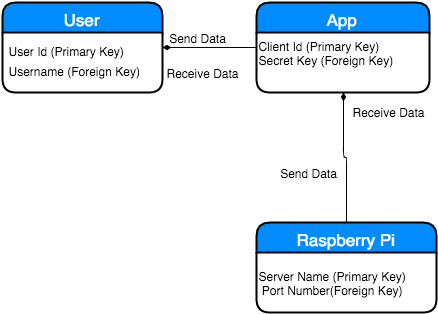 User
User Id (Primary Key)
Username (Foreign Key)
Send Data
Receive Data
App
Client Id (Primary Key)
Secret Key (Foreign Key)
Receive Data
Send Data
Raspberry Pi
Server Name (Primary Key)
Port Number(Foreign Key)